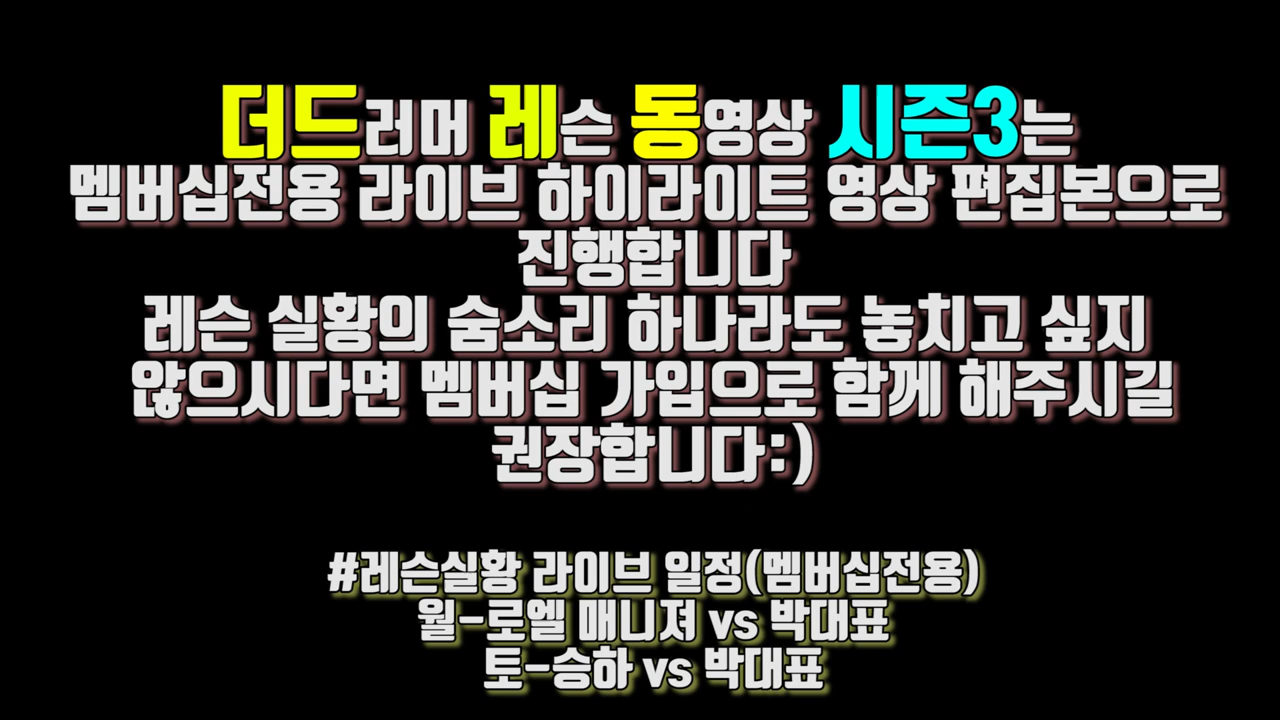 더드러머 레슨 동영상 시즌3는
멤버십전용 라이브 하이라이트 영상 편집본으로
진행합니다
레슨 실황의 숨소리 하나라도 놓치고 싶지
않으시다면 멤버십 가입으로 함께 해주시길
권장합니다:)
#레슨실황 라이브 일정(멤버십전용)
월-로엘 매니져 vs 박대표
토-승하 vs 박대표